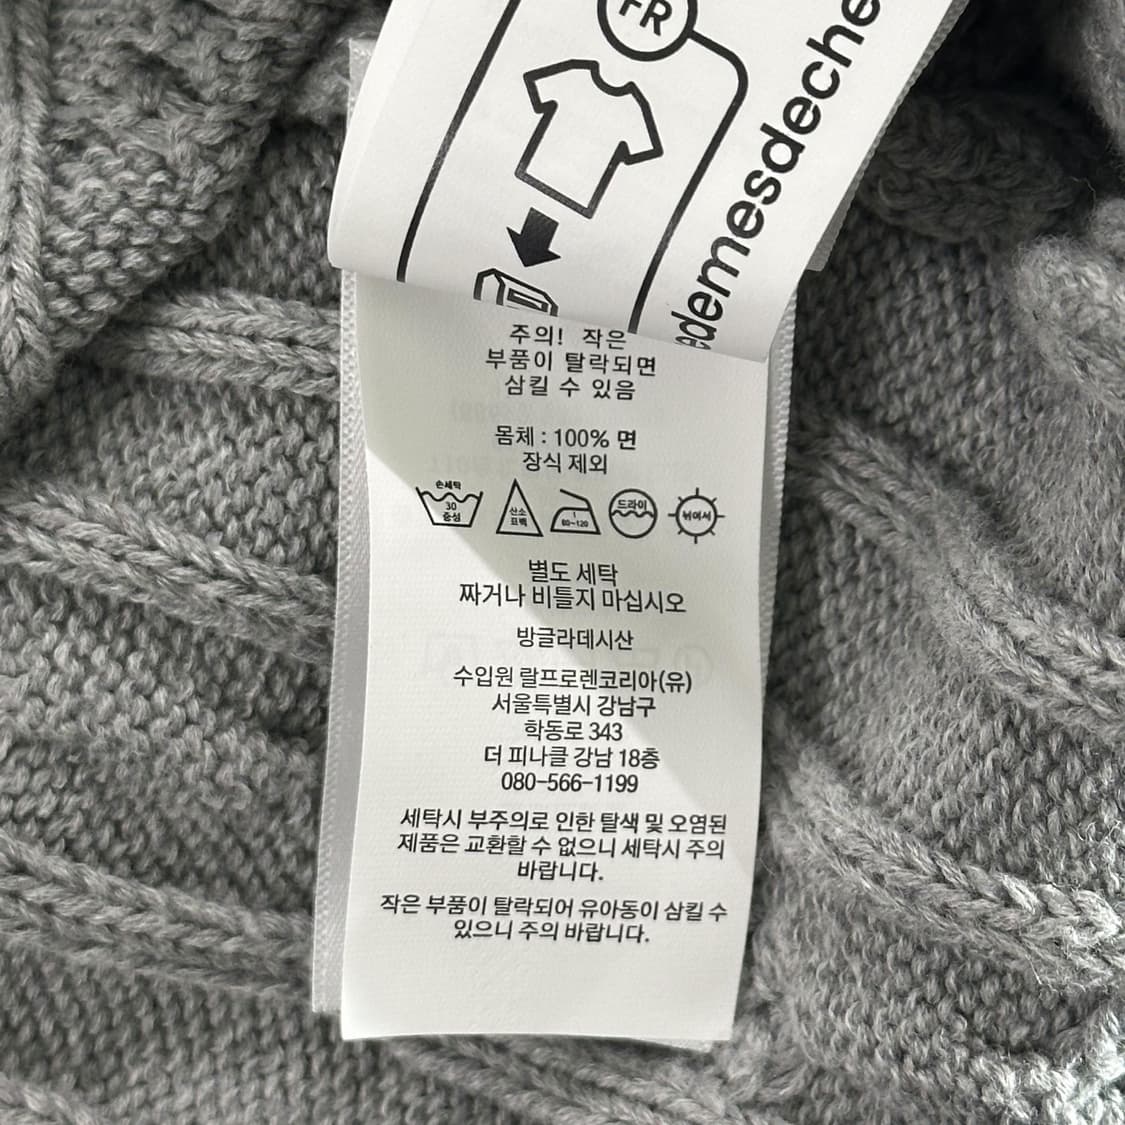 FR
edemesdeche
주의! 작은
부품이 탈락되면
삼킬 수 있음
몸체 : 100% 면
장식 제외
손세탁
30
중성
산소
표백
1
80~120
드라이
뉘어서
별도 세탁
짜거나 비틀지 마십시오
방글라데시산
수입원 랄프로렌코리아(유)
서울특별시 강남구
학동로 343
더 피나클 강남 18층
080-566-1199
세탁시 부주의로 인한 탈색 및 오염된
제품은 교환할 수 없으니 세탁시 주의
바랍니다.
작은 부품이 탈락되어 유아동이 삼킬 수
있으니 주의 바랍니다.